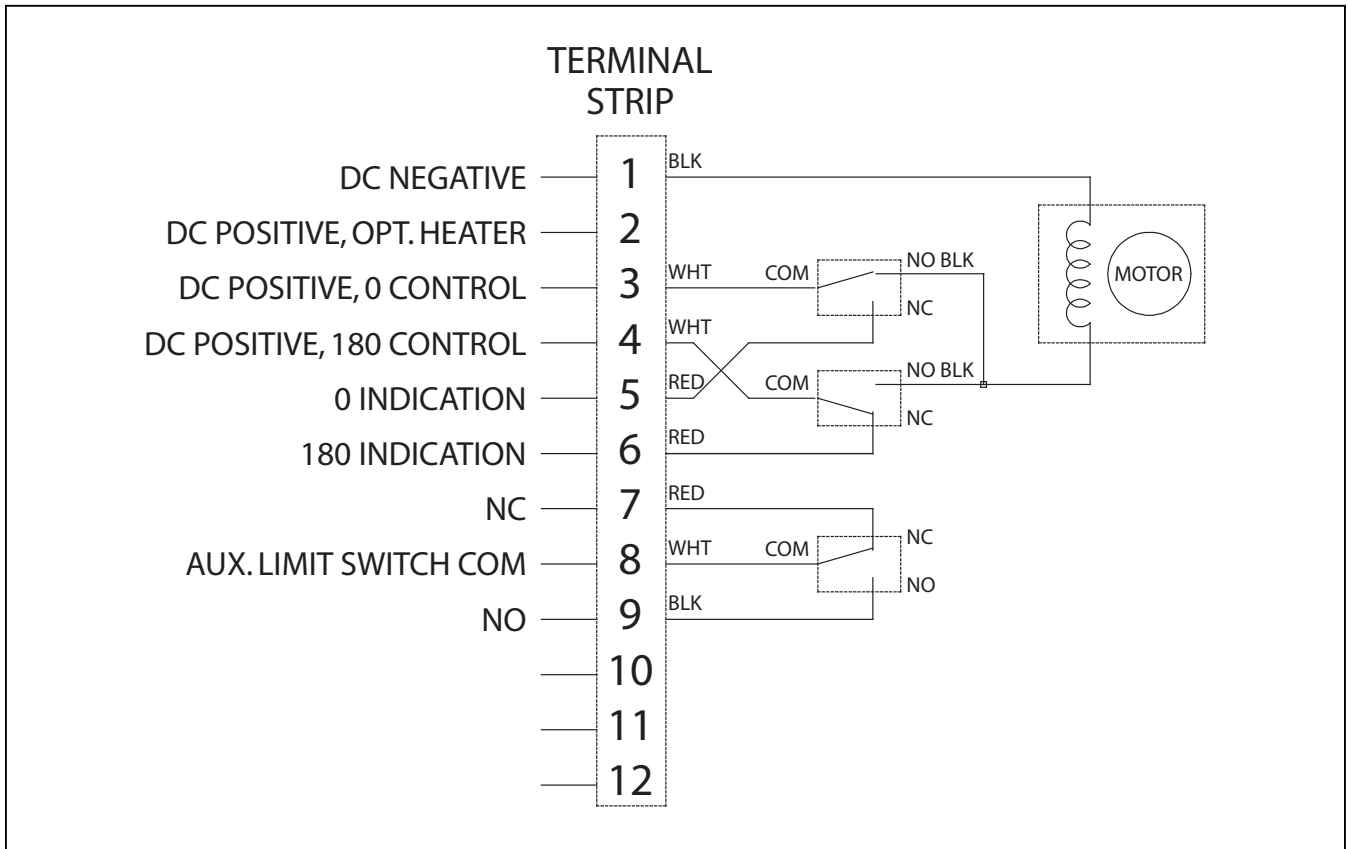 TERMINAL
STRIP
DC NEGATIVE 1 BLK
DC POSITIVE, OPT. HEATER 2
DC POSITIVE, 0 CONTROL 3 WHT COM NO BLK
NC
MOTOR
DC POSITIVE, 180 CONTROL 4 WHT
0 INDICATION 5 RED COM NO BLK
NC
180 INDICATION 6 RED
NC 7 RED
AUX. LIMIT SWITCH COM 8 WHT COM NC
NO
NO 9 BLK
10
11
12